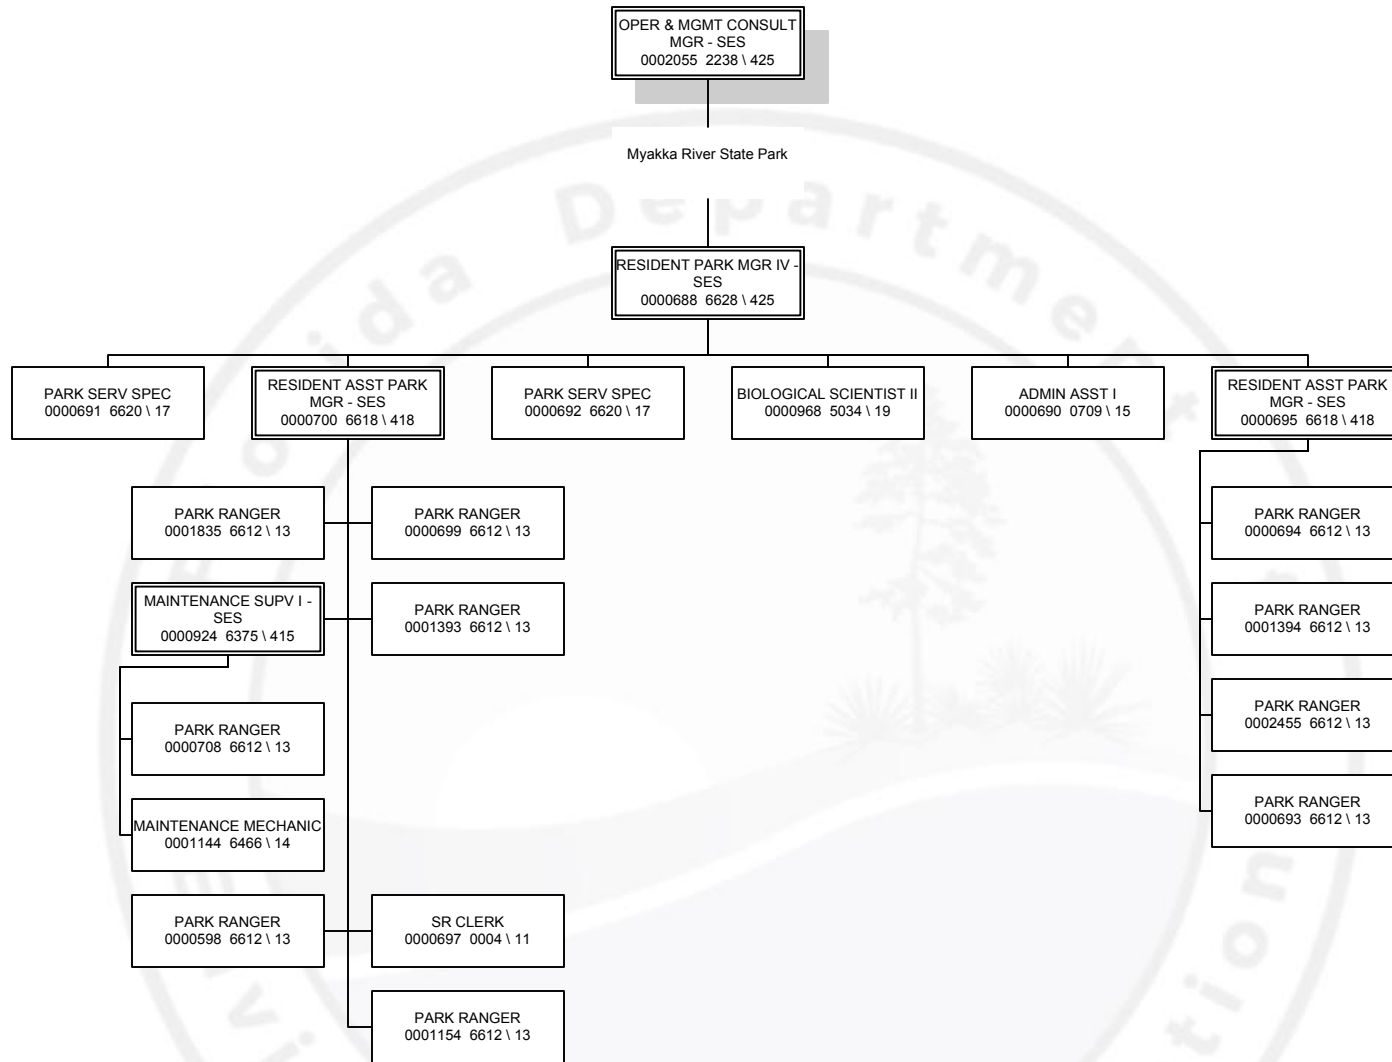 OPER & MGMT CONSULT
MGR - SES
0002055 2238 \ 425
Myakka River State Park
RESIDENT PARK MGR IV -
SES
0000688 6628 \ 425
PARK SERV SPEC
0000691 6620 \ 17
RESIDENT ASST PARK
MGR - SES
0000700 6618 \ 418
PARK SERV SPEC
0000692 6620 \ 17
BIOLOGICAL SCIENTIST II
0000968 5034 \ 19
ADMIN ASST I
0000690 0709 \ 15
RESIDENT ASST PARK
MGR - SES
0000695 6618 \ 418
PARK RANGER
0001835 6612 \ 13
PARK RANGER
0000699 6612 \ 13
PARK RANGER
0000694 6612 \ 13
MAINTENANCE SUPV I -
SES
0000924 6375 \ 415
PARK RANGER
0001393 6612 \ 13
PARK RANGER
0001394 6612 \ 13
PARK RANGER
0000708 6612 \ 13
PARK RANGER
0002455 6612 \ 13
MAINTENANCE MECHANIC
0001144 6466 \ 14
PARK RANGER
0000693 6612 \ 13
PARK RANGER
0000598 6612 \ 13
SR CLERK
0000697 0004 \ 11
PARK RANGER
0001154 6612 \ 13